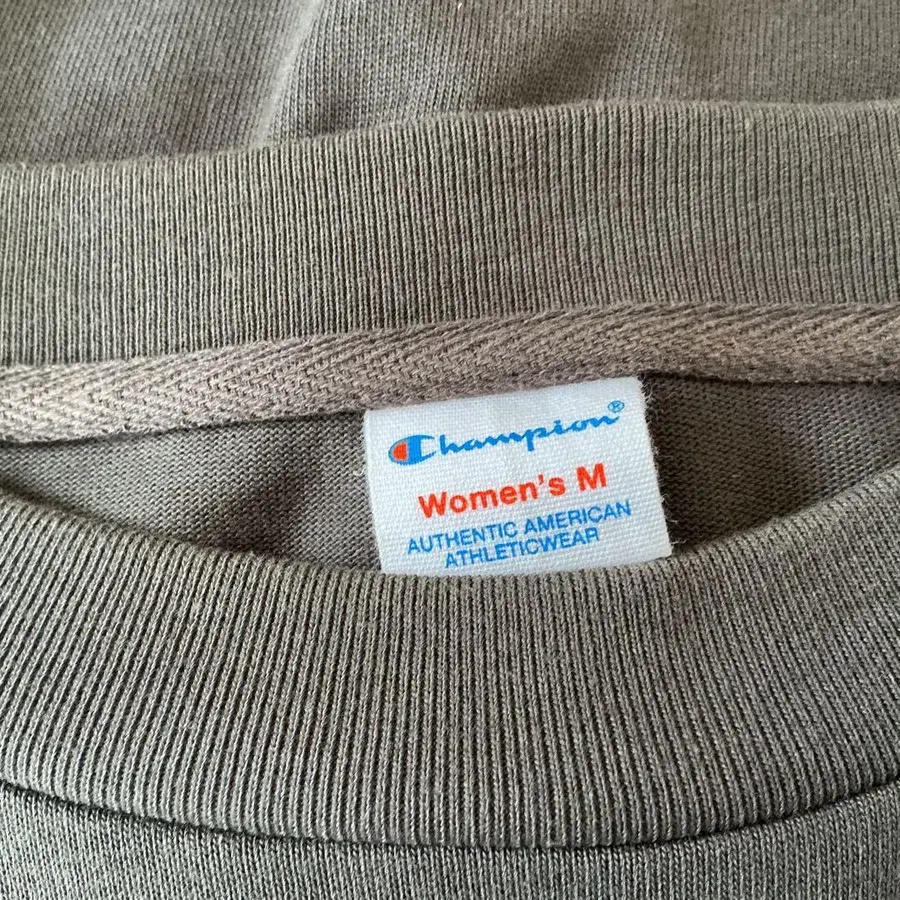 Champion®
Women's M
AUTHENTIC AMERICAN
ATHLETICWEAR